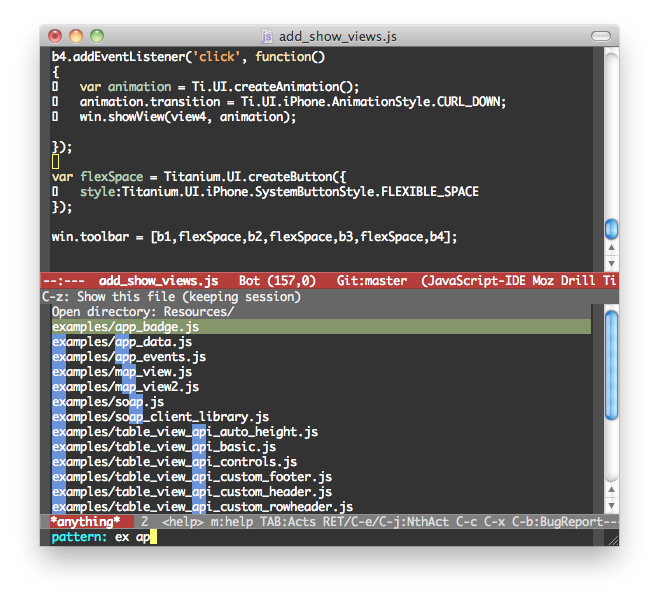 add_show_views.js
b4.addEventListener('click', function()
{
var animation = Ti.UI.createAnimation();
animation.transition = Ti.UI.iPhone.AnimationStyle.CURL_DOWN;
win.showView(view4, animation);
});
var flexSpace = Titanium.UI.createButton({
style:Titanium.UI.iPhone.SystemButtonStyle.FLEXIBLE_SPACE
});
win.toolbar = [b1,flexSpace,b2,flexSpace,b3,flexSpace,b4];
--:--- add_show_views.js Bot (157,0) Git:master (JavaScript-IDE Moz Drill Ti
C-z: Show this file (keeping session)
Open directory: Resources/
examples/app_badge.js
examples/app_data.js
examples/app_events.js
examples/map_view.js
examples/map_view2.js
examples/soap.js
examples/soap_client_library.js
examples/table_view_api_auto_height.js
examples/table_view_api_basic.js
examples/table_view_api_controls.js
examples/table_view_api_custom_footer.js
examples/table_view_api_custom_header.js
examples/table_view_api_custom_rowheader.js
*anything* 2 <help> m:help TAB:Acts RET/C-e/C-j:NthAct C-c C-x C-b:BugReport--
pattern: ex ap